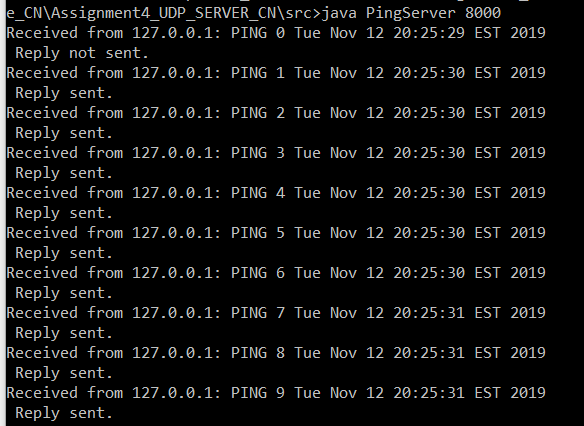 e_CN\Assignment4_UDP_SERVER_CN\src>java PingServer 8000
Received from 127.0.0.1: PING 0 Tue Nov 12 20:25:29 EST 2019
 Reply not sent.
Received from 127.0.0.1: PING 1 Tue Nov 12 20:25:30 EST 2019
 Reply sent.
Received from 127.0.0.1: PING 2 Tue Nov 12 20:25:30 EST 2019
 Reply sent.
Received from 127.0.0.1: PING 3 Tue Nov 12 20:25:30 EST 2019
 Reply sent.
Received from 127.0.0.1: PING 4 Tue Nov 12 20:25:30 EST 2019
 Reply sent.
Received from 127.0.0.1: PING 5 Tue Nov 12 20:25:30 EST 2019
 Reply sent.
Received from 127.0.0.1: PING 6 Tue Nov 12 20:25:30 EST 2019
 Reply sent.
Received from 127.0.0.1: PING 7 Tue Nov 12 20:25:31 EST 2019
 Reply sent.
Received from 127.0.0.1: PING 8 Tue Nov 12 20:25:31 EST 2019
 Reply sent.
Received from 127.0.0.1: PING 9 Tue Nov 12 20:25:31 EST 2019
 Reply sent.